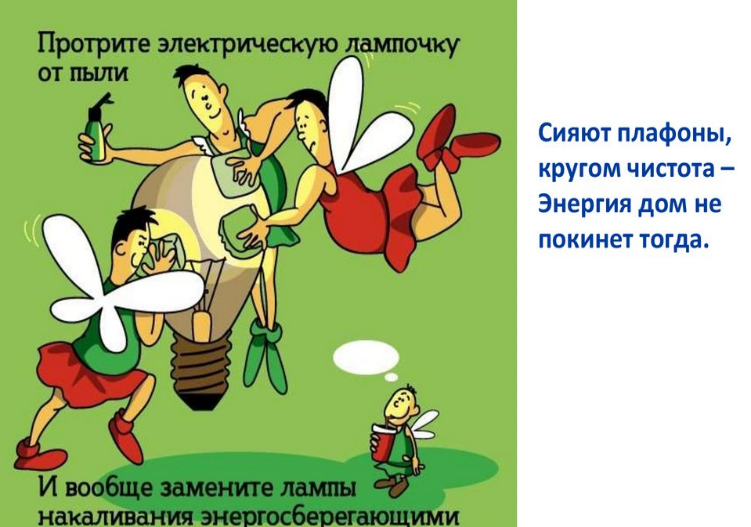 Протрите электрическую лампочку
от пыли
И вообще замените лампы
накаливания энергосберегающими
Сияют плафоны,
кругом чистота –
Энергия дом не
покинет тогда.